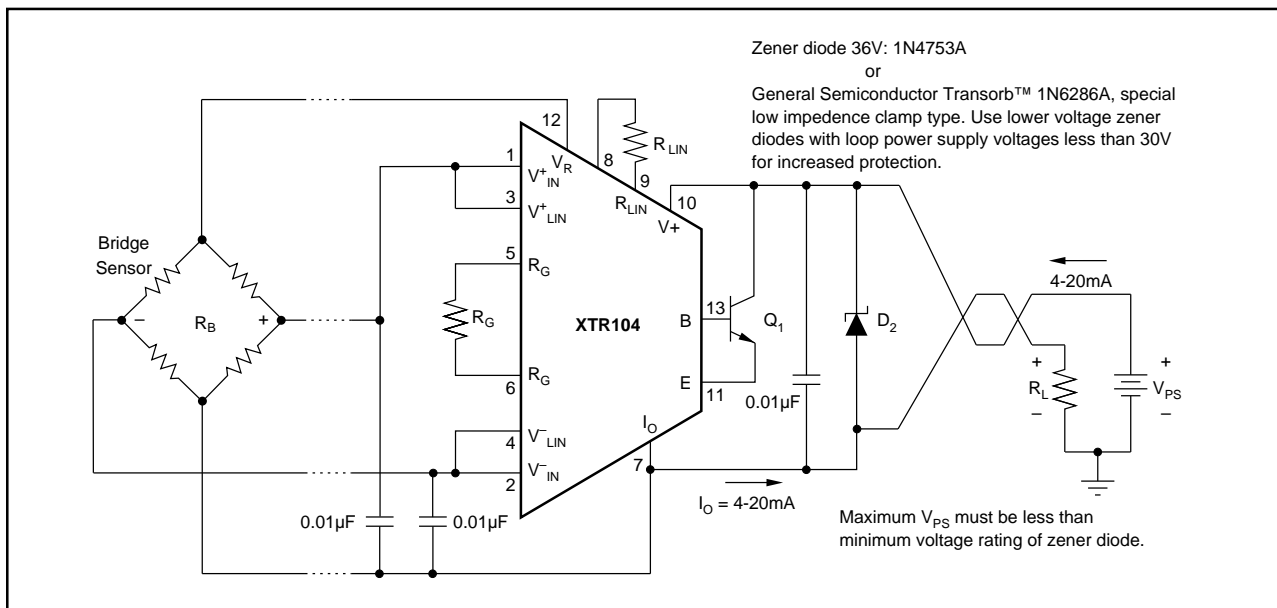 Zener diode 36V: 1N4753A
or
General Semiconductor Transorb™ 1N6286A, special
low impedence clamp type. Use lower voltage zener
diodes with loop power supply voltages less than 30V
for increased protection.
12
V_R
8
R_LIN
9
R_LIN
10
V+
1
V⁺_IN
3
V⁺_LIN
Bridge
Sensor
–
R_B
+
5
R_G
R_G
R_G
6
XTR104
B
13
Q₁
E
11
0.01µF
D₂
4-20mA
+
R_L
–
+
V_PS
–
4
V⁻_LIN
V⁻_IN
2
I_O
7
I_O = 4-20mA
0.01µF
0.01µF
Maximum V_PS must be less than
minimum voltage rating of zener diode.